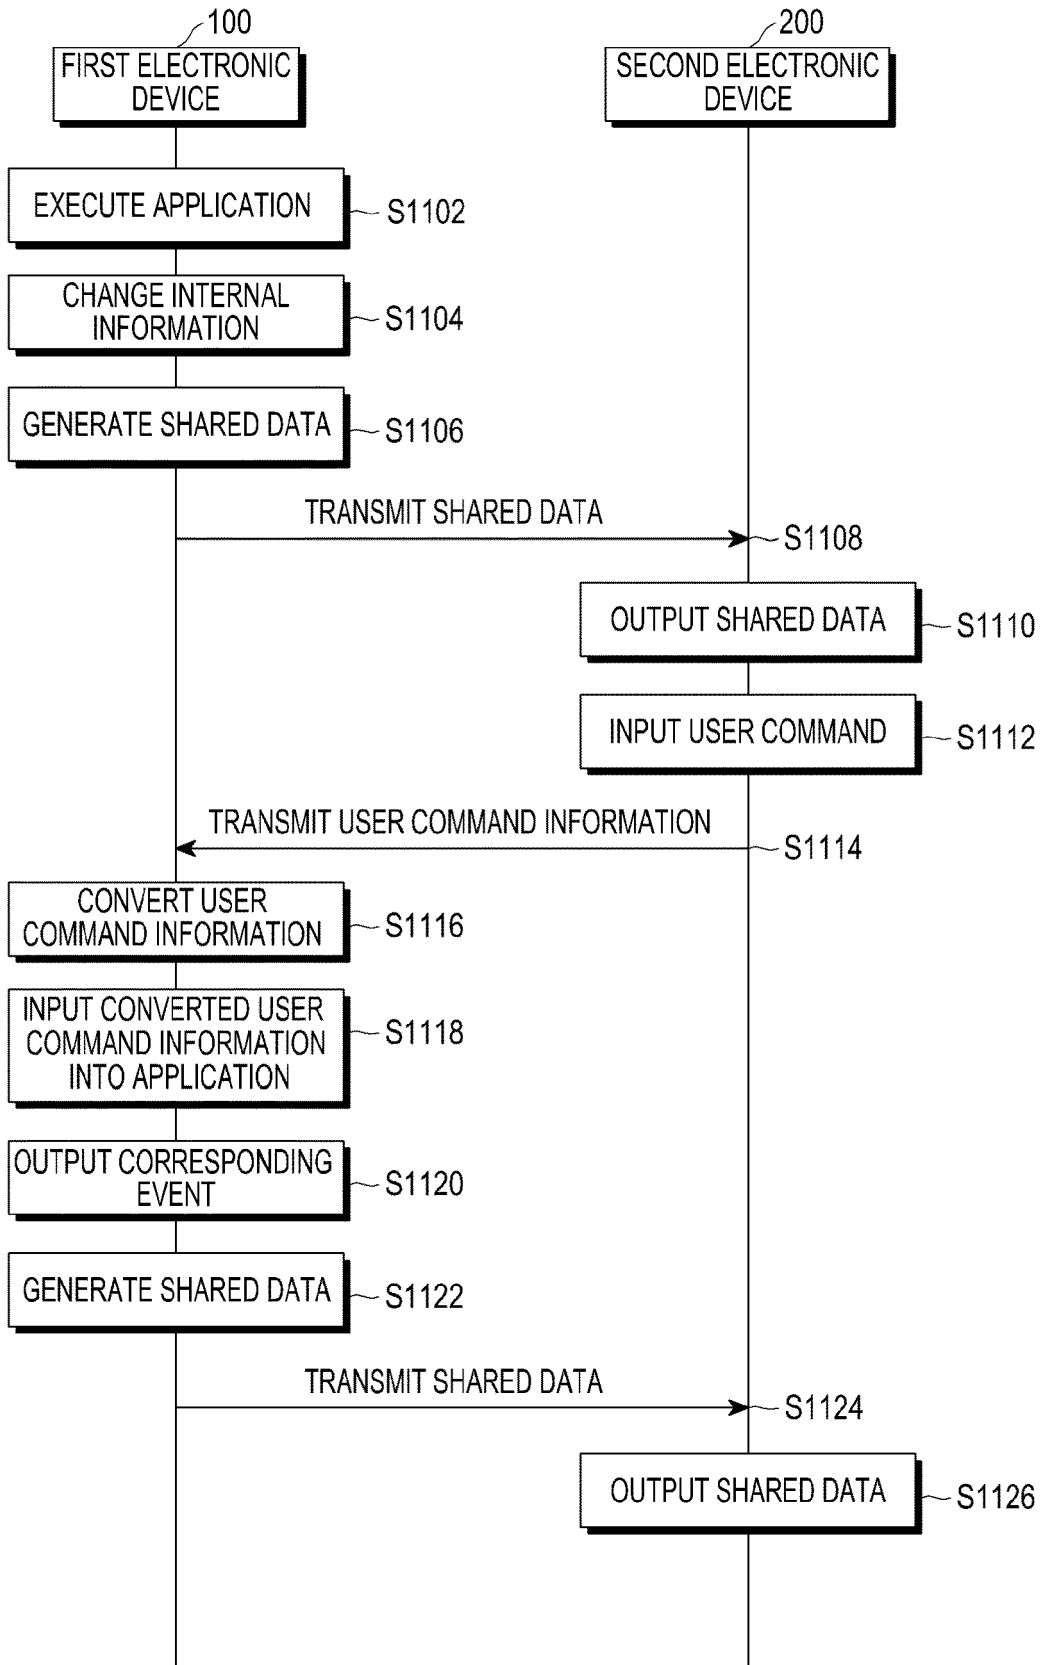 100
200
FIRST ELECTRONIC
DEVICE
SECOND ELECTRONIC
DEVICE
EXECUTE APPLICATION
S1102
CHANGE INTERNAL
INFORMATION
S1104
GENERATE SHARED DATA
S1106
TRANSMIT SHARED DATA
S1108
OUTPUT SHARED DATA
S1110
INPUT USER COMMAND
S1112
TRANSMIT USER COMMAND INFORMATION
S1114
CONVERT USER
COMMAND INFORMATION
S1116
INPUT CONVERTED USER
COMMAND INFORMATION
INTO APPLICATION
S1118
OUTPUT CORRESPONDING
EVENT
S1120
GENERATE SHARED DATA
S1122
TRANSMIT SHARED DATA
S1124
OUTPUT SHARED DATA
S1126